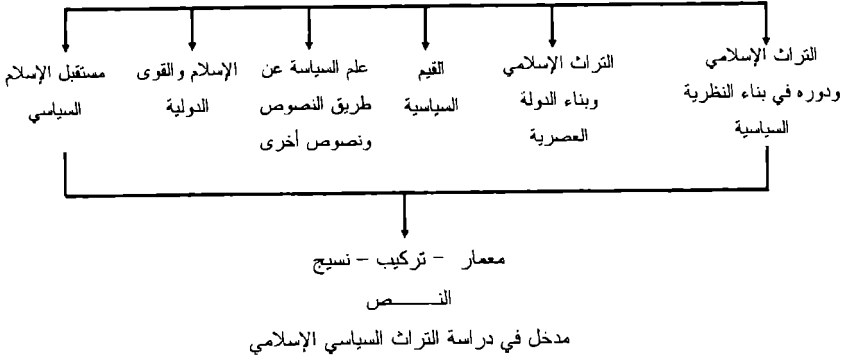 التراث الإسلامي
ودوره في بناء النظرية
السياسية
التراث الإسلامي
وبناء الدولة
العصرية
القيم
السياسية
علم السياسة عن
طريق النصوص
ونصوص أخرى
الإسلام والقوى
الدولية
مستقبل الإسلام
السياسي
معمار - تركيب - نسيج
النــــــص
مدخل في دراسة التراث السياسي الإسلامي